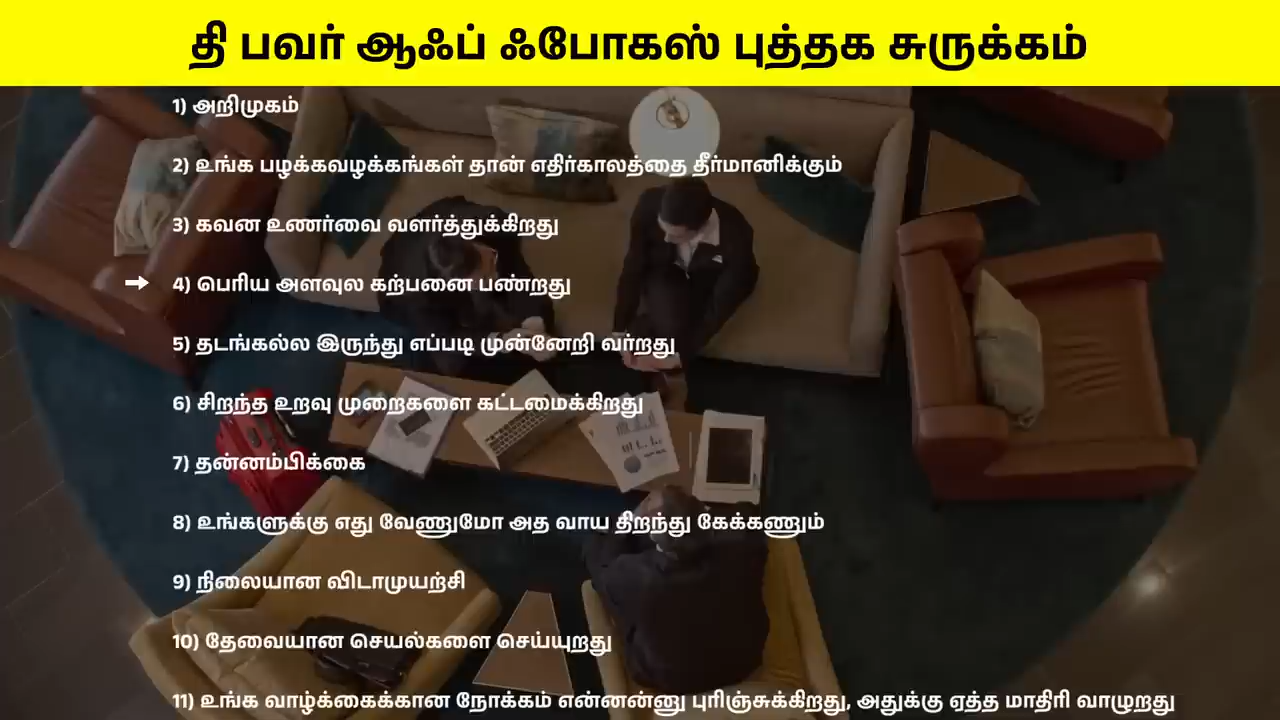 தி பவர் ஆஃப் ஃபோகஸ் புத்தக சுருக்கம்
1) அறிமுகம்
2) உங்க பழக்கவழக்கங்கள் தான் எதிர்காலத்தை தீர்மானிக்கும்
3) கவன உணர்வை வளர்த்துக்கிறது
4) பெரிய அளவுல கற்பனை பண்றது
5) தடங்கல்ல இருந்து எப்படி முன்னேறி வர்றது
6) சிறந்த உறவு முறைகளை கட்டமைக்கிறது
7) தன்னம்பிக்கை
8) உங்களுக்கு எது வேணுமோ அத வாய திறந்து கேக்கணும்
9) நிலையான விடாமுயற்சி
10) தேவையான செயல்களை செய்யுறது
11) உங்க வாழ்க்கைக்கான நோக்கம் என்னன்னு புரிஞ்சுக்கிறது, அதுக்கு ஏத்த மாதிரி வாழுறது